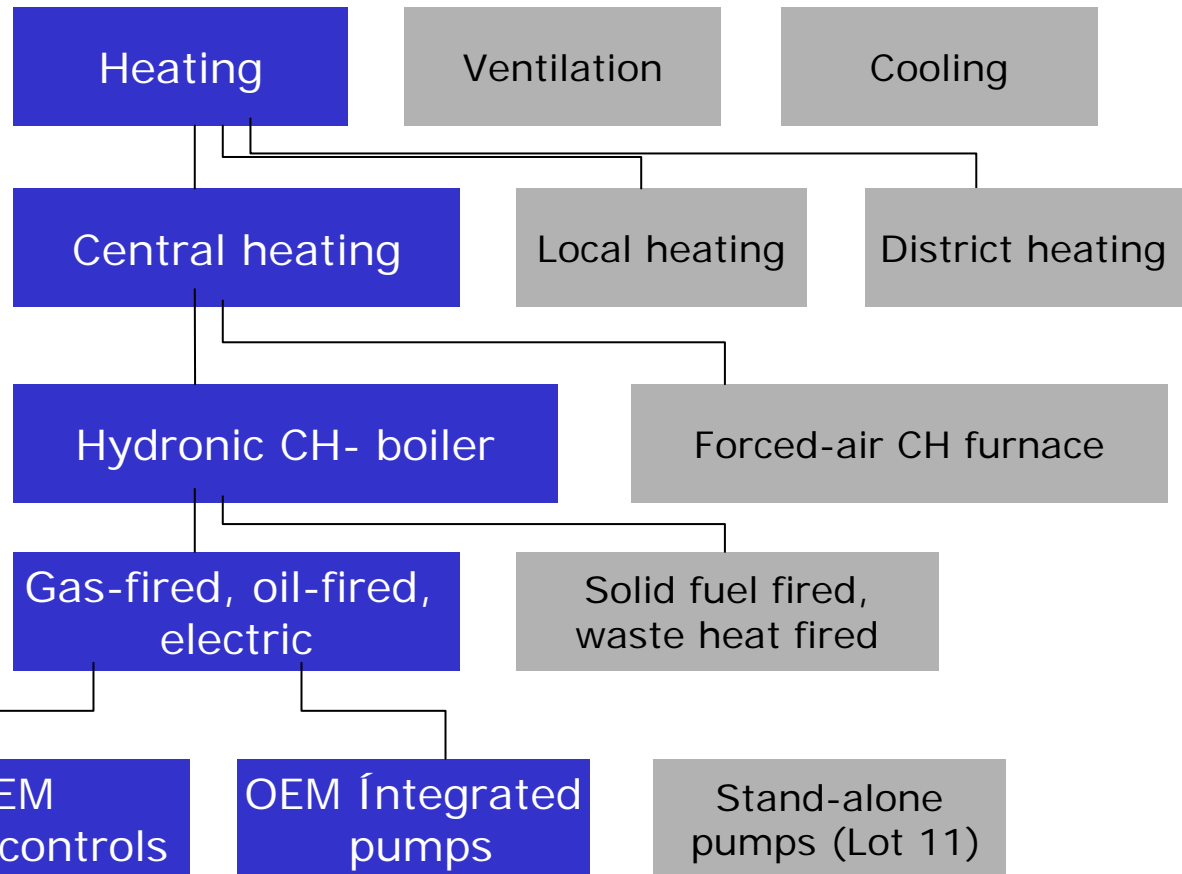 Heating
Ventilation
Cooling
Central heating
Local heating
District heating
Hydronic CH- boiler
Forced-air CH furnace
Gas-fired, oil-fired,
electric
Solid fuel fired,
waste heat fired
EM
controls
OEM Íntegrated
pumps
Stand-alone
pumps (Lot 11)